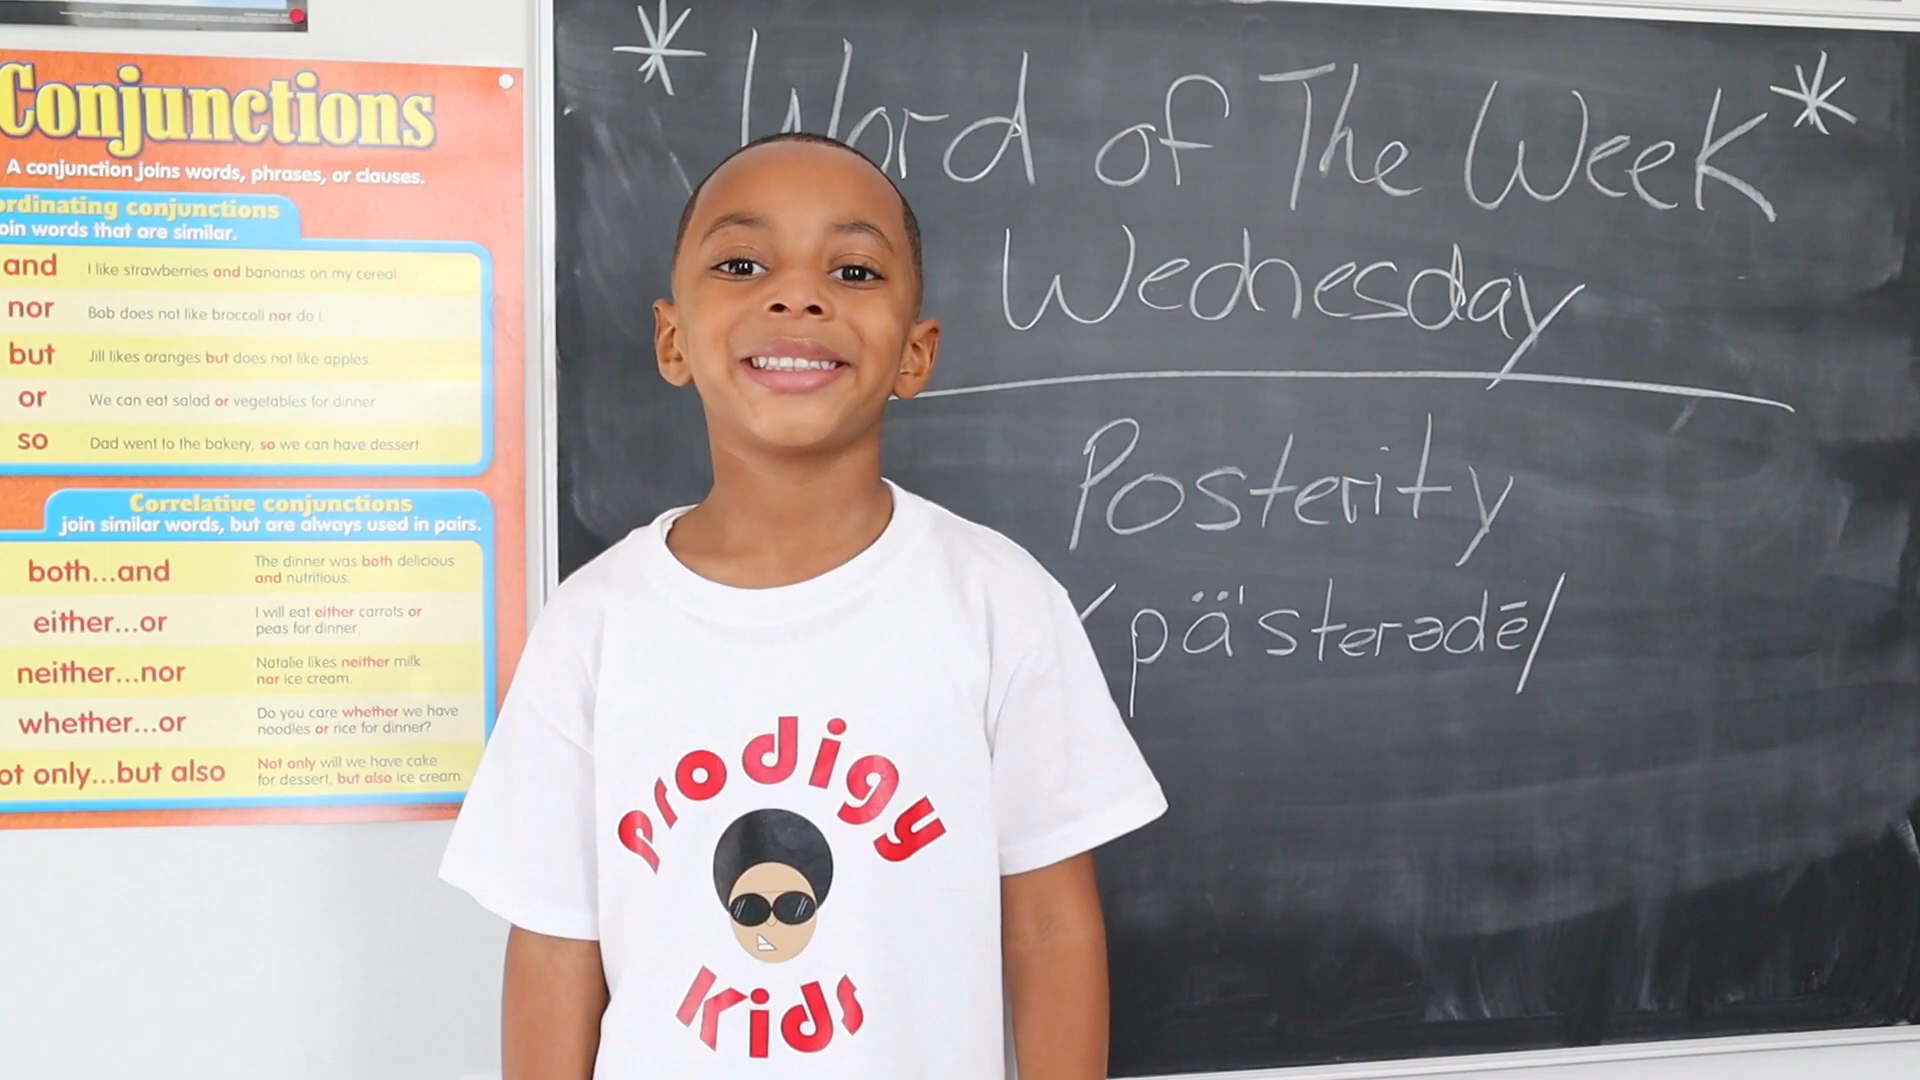 Conjunctions
A conjunction joins words, phrases, or clauses.
ordinating conjunctions
join words that are similar.
and I like strawberries and bananas on my cereal.
nor Bob does not like broccoli nor do I.
but Jill likes oranges but does not like apples.
or We can eat salad or vegetables for dinner.
so Dad went to the bakery, so we can have dessert.
Correlative conjunctions
join similar words, but are always used in pairs.
both...and The dinner was both delicious
and nutritious.
either...or I will eat either carrots or
peas for dinner.
neither...nor Natalie likes neither milk
nor ice cream.
whether...or Do you care whether we have
noodles or rice for dinner?
ot only...but also Not only will we have cake
for dessert, but also ice cream.
*Word of The Week*
Wednesday
Posterity
/pä'sterədē/
Prodigy
Kids